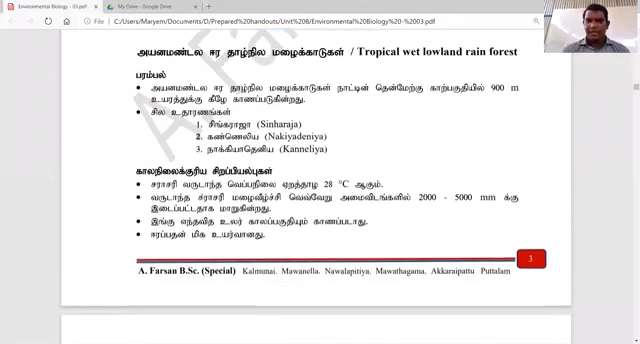 Environmental Biology - 03.pdf
My Drive - Google Drive
File | C:/Users/Maryem/Documents/D/Prepared%20handouts/Unit%208/Environmental%20Biology%20-%2003.pdf
அயனமண்டல ஈர தாழ்நில மழைக்காடுகள் / Tropical wet lowland rain forest
பரம்பல்
• அயனமண்டல ஈர தாழ்நில மழைக்காடுகள் நாட்டின் தென்மேற்கு காற்பகுதியில் 900 m
உயரத்துக்கு கீழே காணப்படுகின்றது.
• சில உதாரணங்கள்
1. சிங்கராஜா (Sinharaja)
2. கண்ணெலிய (Nakiyadeniya)
3. நாக்கியாதெனிய (Kanneliya)
காலநிலைக்குரிய சிறப்பியல்புகள்
• சராசரி வருடாந்த வெப்பநிலை ஏறத்தாழ 28 °C ஆகும்.
• வருடாந்த சராசரி மழைவீழ்ச்சி வெவ்வேறு அமைவிடங்களில் 2000 - 5000 mm க்கு
இடைப்பட்டதாக மாறுகின்றது.
• இங்கு எந்தவித உலர் காலப்பகுதியும் காணப்படாது.
• ஈரப்பதன் மிக உயர்வானது.
A. Farsan B.Sc. (Special) Kalmunai. Mawanella. Nawalapitiya. Mawathagama. Akkaraipattu Puttalam
3